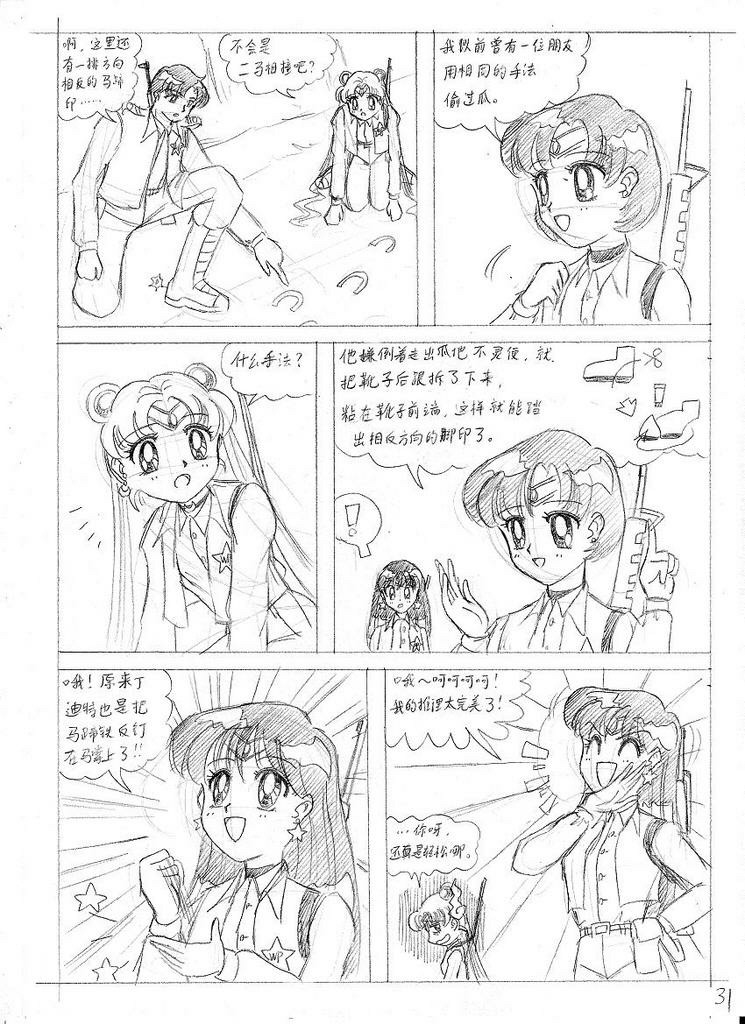 啊，这里还
有一排方向
相反的马蹄
印……
不会是
二马相撞吧？
我以前曾有一位朋友
用相同的手法
偷过瓜。
什么手法？
他嫌倒着走出瓜地不灵便，就
把靴子后跟拆了下来，
粘在靴子前端，这样就能踏
出相反方向的脚印了。
！
WP
哦！原来丁
迪特也是把
马蹄铁反钉
在马掌上了！！
WP
哦～呵呵呵呵！
我的推理太完美了！
…你呀，
还真是轻松哪。
31